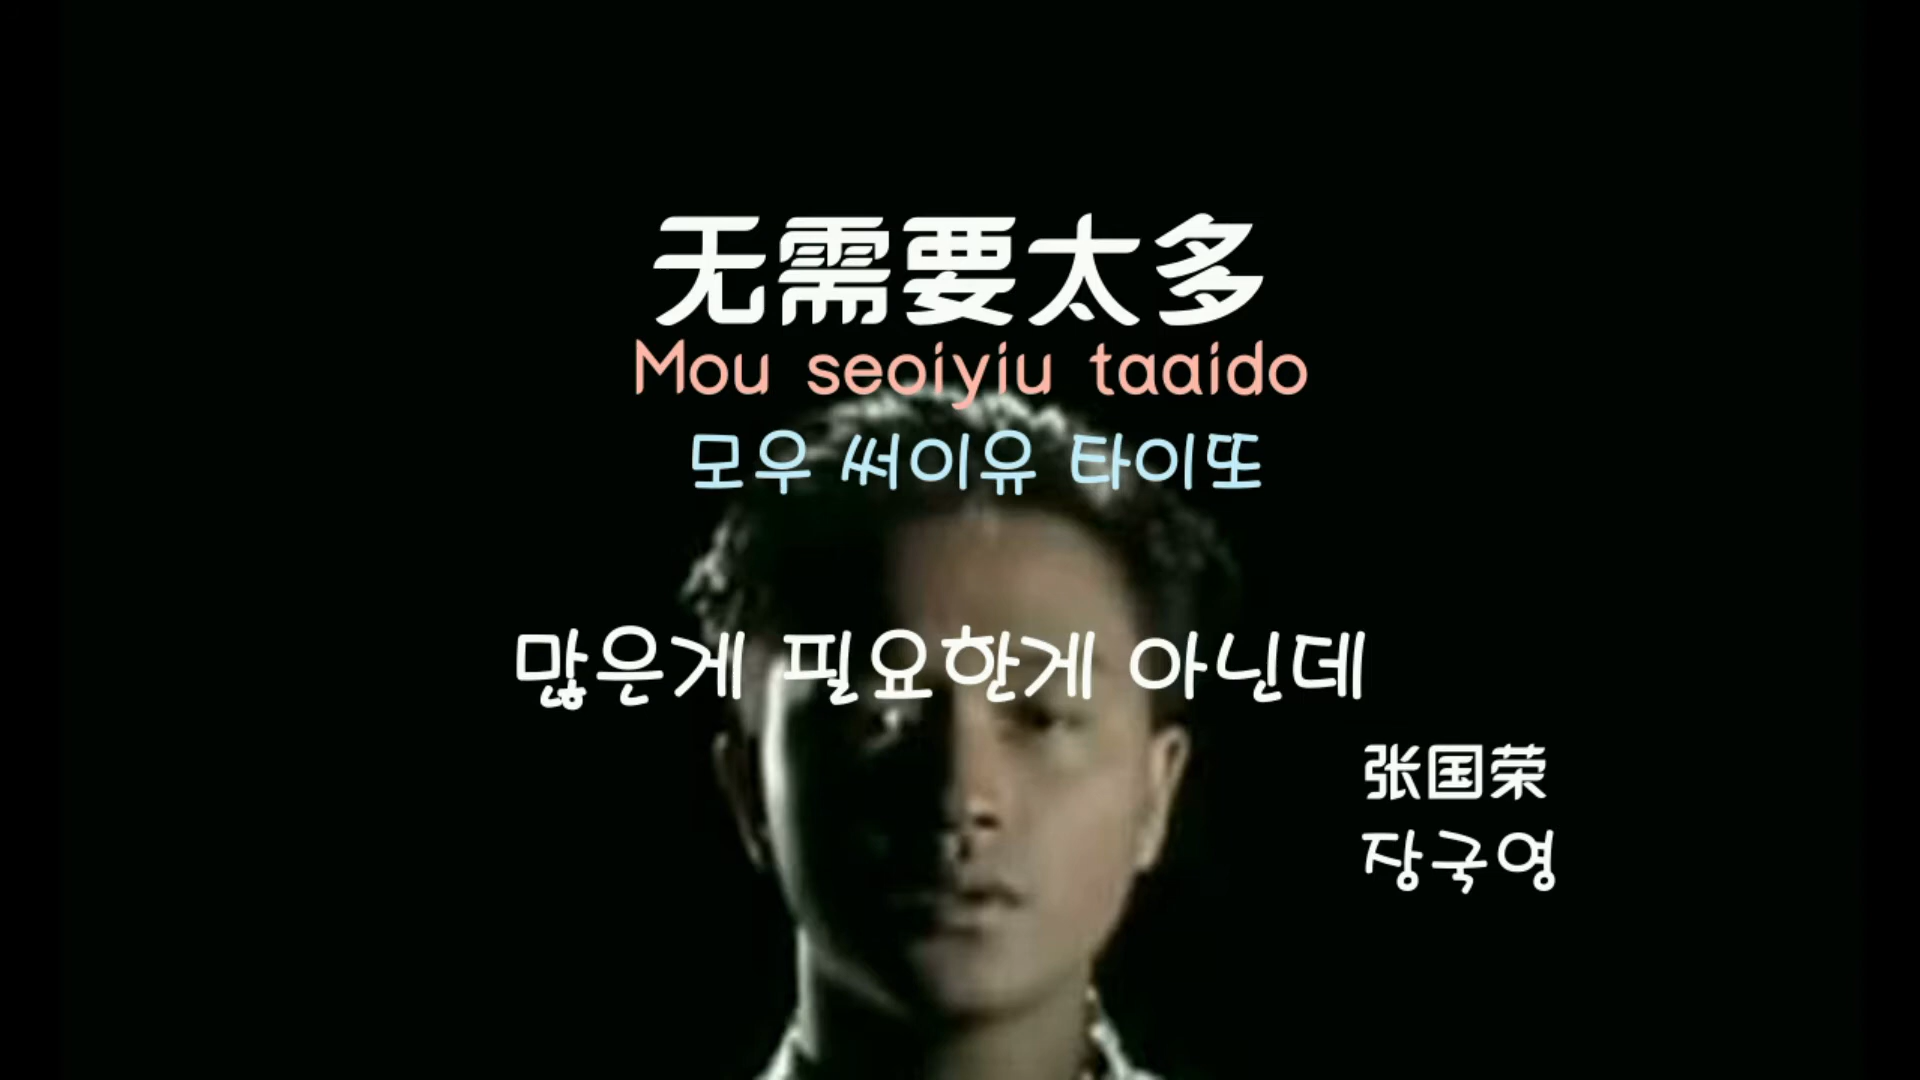 无需要太多
Mou seoiyiu taaido
모우 써이유 타이또
많은게 필요한게 아닌데
张国荣
장국영